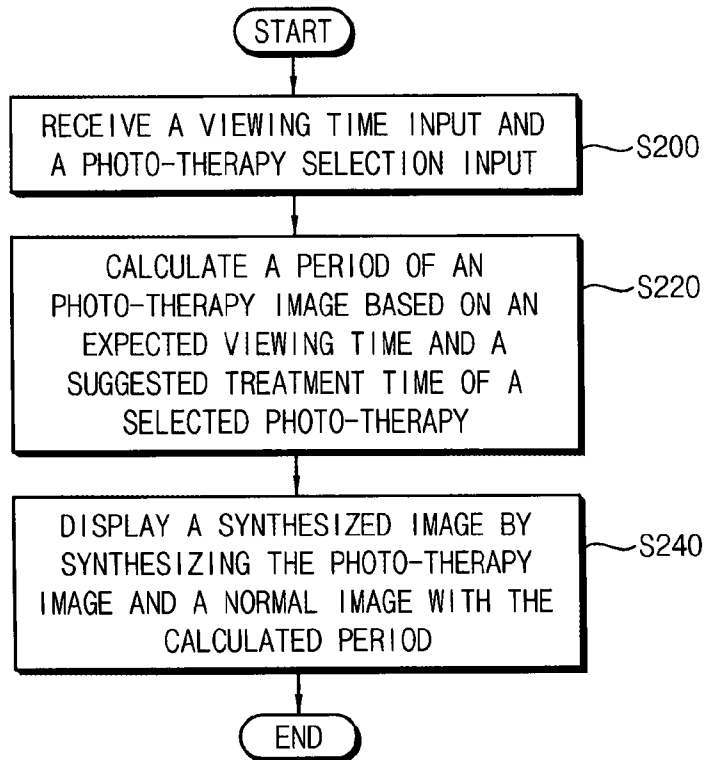 START
RECEIVE A VIEWING TIME INPUT AND
A PHOTO-THERAPY SELECTION INPUT
S200
CALCULATE A PERIOD OF AN
PHOTO-THERAPY IMAGE BASED ON AN
EXPECTED VIEWING TIME AND A
SUGGESTED TREATMENT TIME OF A
SELECTED PHOTO-THERAPY
S220
DISPLAY A SYNTHESIZED IMAGE BY
SYNTHESIZING THE PHOTO-THERAPY
IMAGE AND A NORMAL IMAGE WITH THE
CALCULATED PERIOD
S240
END